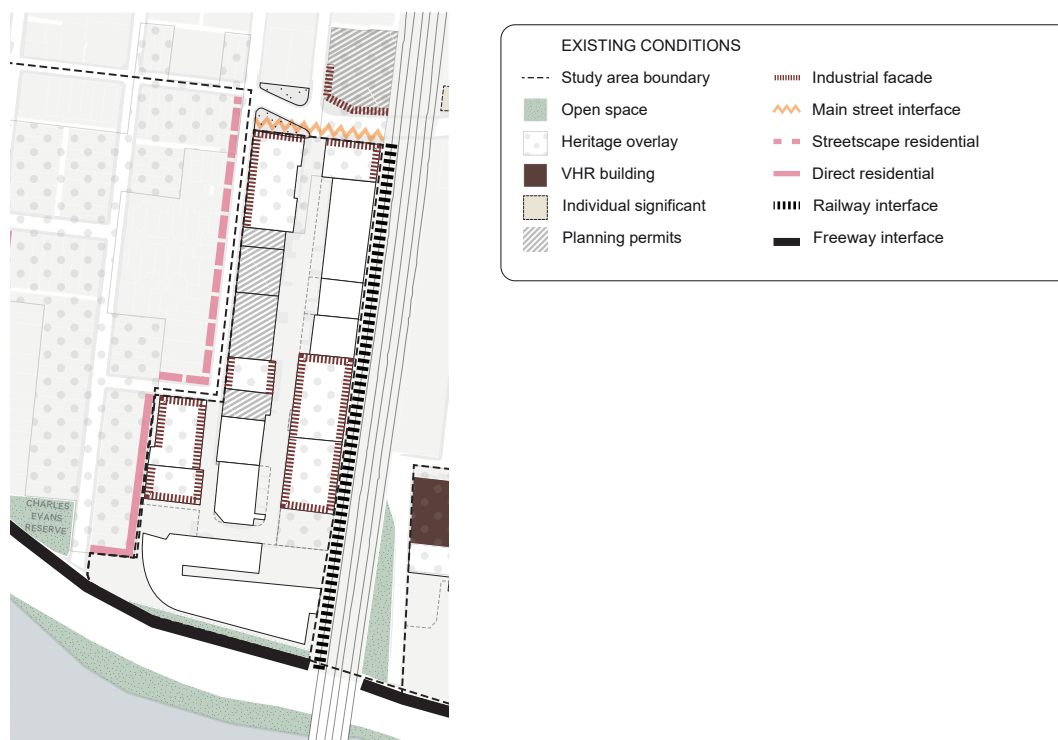 EXISTING CONDITIONS
Study area boundary
Open space
Heritage overlay
VHR building
Individual significant
Planning permits
Industrial facade
Main street interface
Streetscape residential
Direct residential
Railway interface
Freeway interface
CHARLES
EVANS
RESERVE